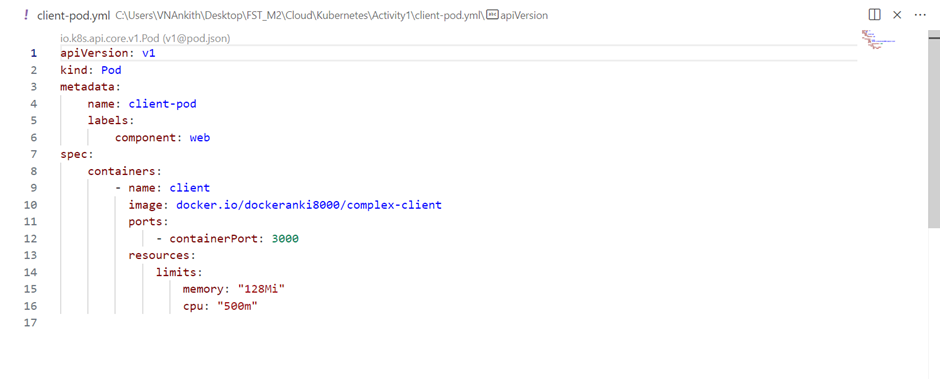 ! client-pod.yml C:\Users\VNAnkith\Desktop\FST_M2\Cloud\Kubernetes\Activity1\client-pod.yml\ abc apiVersion
io.k8s.api.core.v1.Pod (v1@pod.json)
1 apiVersion: v1
2 kind: Pod
3 metadata:
4 name: client-pod
5 labels:
6 component: web
7 spec:
8 containers:
9 - name: client
10 image: docker.io/dockeranki8000/complex-client
11 ports:
12 - containerPort: 3000
13 resources:
14 limits:
15 memory: "128Mi"
16 cpu: "500m"
17